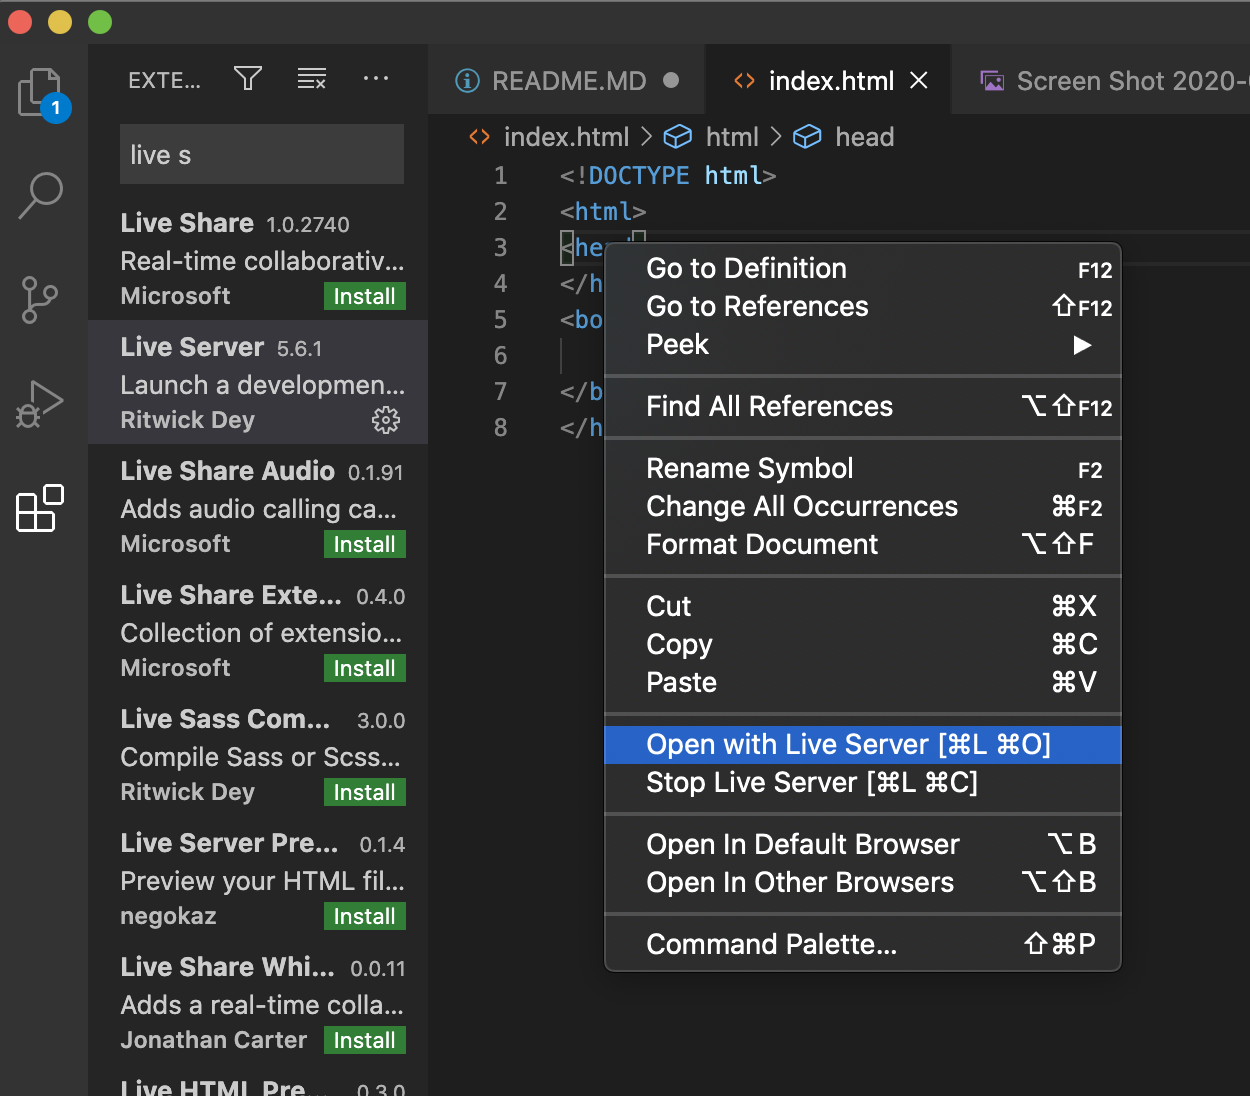 1
EXTE...
live s
Live Share 1.0.2740
Real-time collaborativ...
Microsoft Install
Live Server 5.6.1
Launch a developmen...
Ritwick Dey
Live Share Audio 0.1.91
Adds audio calling ca...
Microsoft Install
Live Share Exte... 0.4.0
Collection of extensio...
Microsoft Install
Live Sass Com... 3.0.0
Compile Sass or Scss...
Ritwick Dey Install
Live Server Pre... 0.1.4
Preview your HTML fil...
negokaz Install
Live Share Whi... 0.0.11
Adds a real-time colla...
Jonathan Carter Install
Live HTML Pre... 0.3.0
README.MD index.html Screen Shot 2020-
index.html > html > head
1 <!DOCTYPE html>
2 <html>
3 <hea
4 </h
5 <bo
6
7 </b
8 </h
Go to Definition F12
Go to References ⇧F12
Peek ▶
Find All References ⌥⇧F12
Rename Symbol F2
Change All Occurrences ⌘F2
Format Document ⌥⇧F
Cut ⌘X
Copy ⌘C
Paste ⌘V
Open with Live Server [⌘L ⌘O]
Stop Live Server [⌘L ⌘C]
Open In Default Browser ⌥B
Open In Other Browsers ⌥⇧B
Command Palette... ⇧⌘P